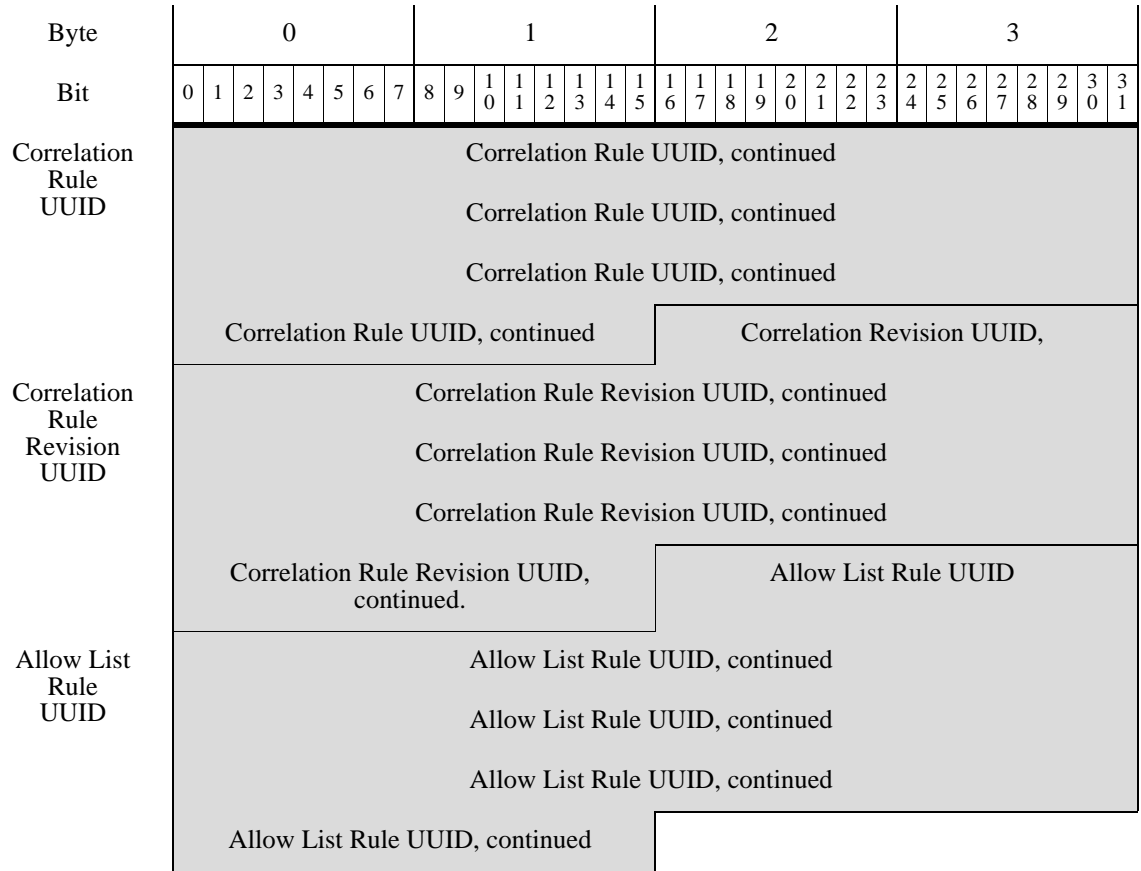 Byte 0 1 2 3
Bit 0 1 2 3 4 5 6 7 8 9 10 11 12 13 14 15 16 17 18 19 20 21 22 23 24 25 26 27 28 29 30 31
Correlation
Rule
UUID
Correlation Rule UUID, continued
Correlation Rule UUID, continued
Correlation Rule UUID, continued
Correlation Rule UUID, continued
Correlation Revision UUID,
Correlation
Rule
Revision
UUID
Correlation Rule Revision UUID, continued
Correlation Rule Revision UUID, continued
Correlation Rule Revision UUID, continued
Correlation Rule Revision UUID,
continued.
Allow List Rule UUID
Allow List
Rule
UUID
Allow List Rule UUID, continued
Allow List Rule UUID, continued
Allow List Rule UUID, continued
Allow List Rule UUID, continued